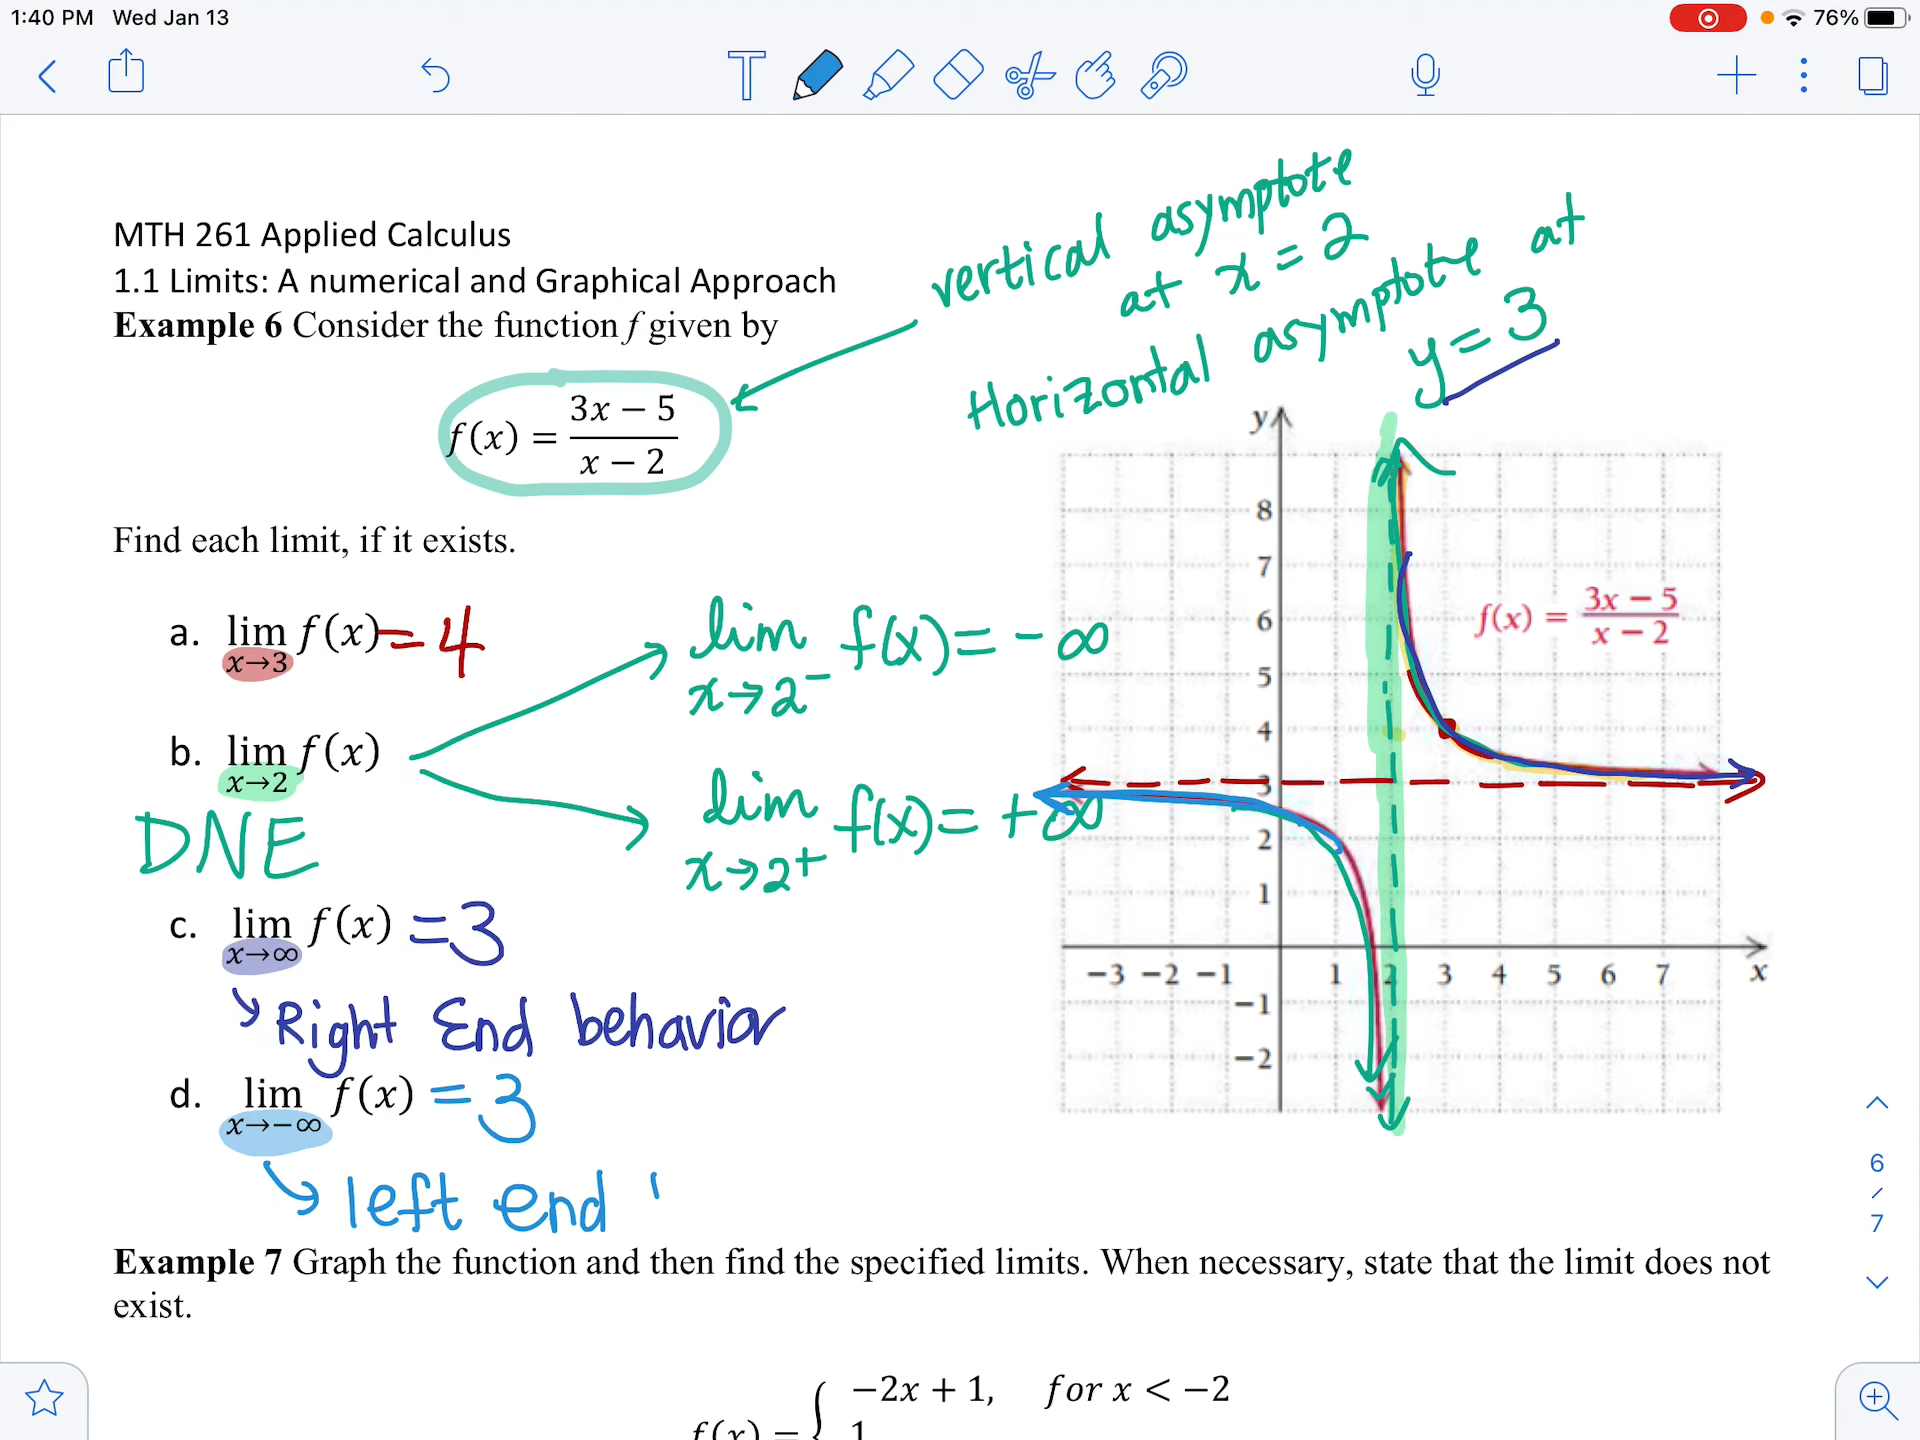 1:40 PM Wed Jan 13
76%
vertical asymptote
at x = 2
Horizontal asymptote at
y = 3
MTH 261 Applied Calculus
1.1 Limits: A numerical and Graphical Approach
Example 6 Consider the function f given by
f(x) = (3x − 5)/(x − 2)
Find each limit, if it exists.
a. lim x→3 f(x) = 4
lim x→2⁻ f(x) = -∞
b. lim x→2 f(x)
DNE
lim x→2+ f(x) = +∞
c. lim x→∞ f(x) = 3
Right End behavior
d. lim x→−∞ f(x) = 3
left end
y
8
7
6
5
4
3
2
1
−3 −2 −1 1 2 3 4 5 6 7 x
−1
−2
f(x) = (3x − 5)/(x − 2)
6
/
7
Example 7 Graph the function and then find the specified limits. When necessary, state that the limit does not
exist.
−2x + 1, for x < −2
f(x) = { 1
T